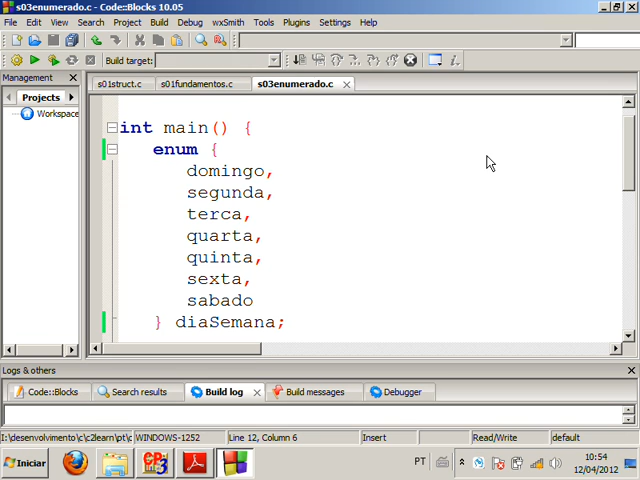 s03enumerado.c - Code::Blocks 10.05
File Edit View Search Project Build Debug wxSmith Tools Plugins Settings Help
Build target:
Management
Projects
Workspace
s01struct.c s01fundamentos.c s03enumerado.c
int main() {
enum {
domingo,
segunda,
terca,
quarta,
quinta,
sexta,
sabado
} diaSemana;
Logs & others
Code::Blocks Search results Build log Build messages Debugger
I:\desenvolvimento\c\c2learn\pt\c WINDOWS-1252 Line 12, Column 6 Insert Read/Write default
Iniciar PT 10:54
12/04/2012